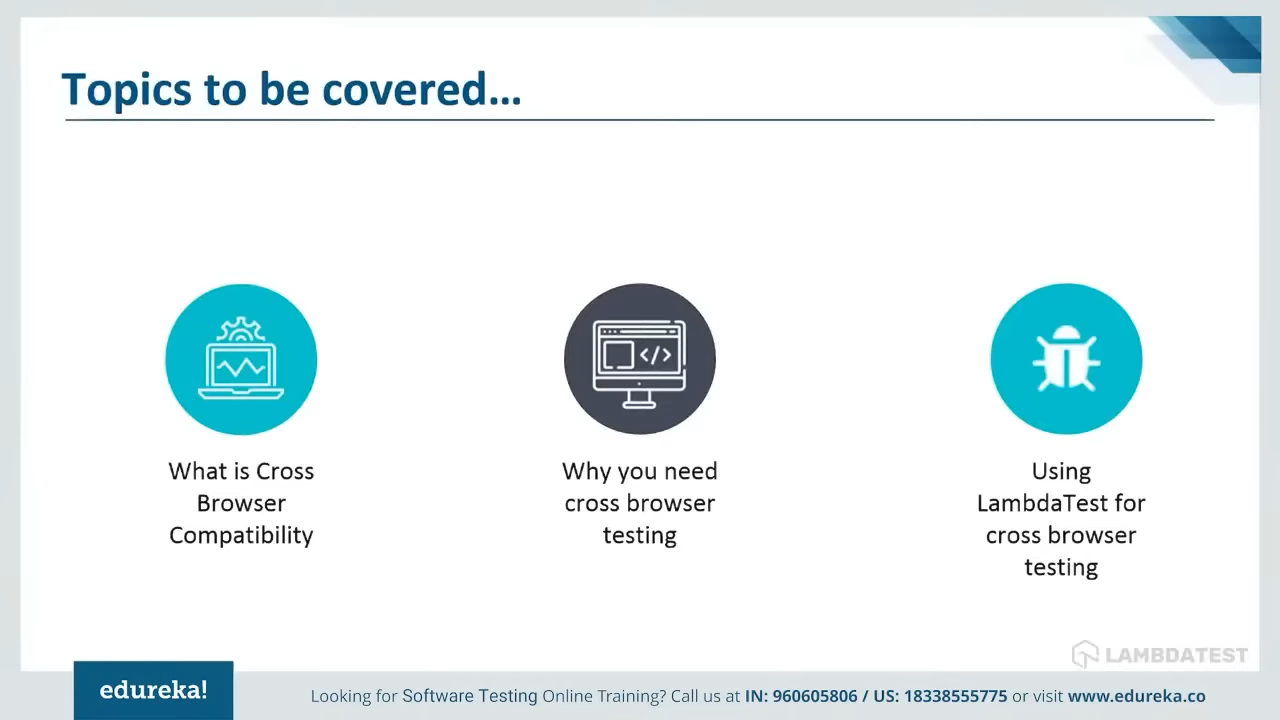 Topics to be covered...
What is Cross
Browser
Compatibility
Why you need
cross browser
testing
</>
Using
LambdaTest for
cross browser
testing
LAMBDATEST
edureka!
Looking for Software Testing Online Training? Call us at IN: 960605806 / US: 18338555775 or visit www.edureka.co